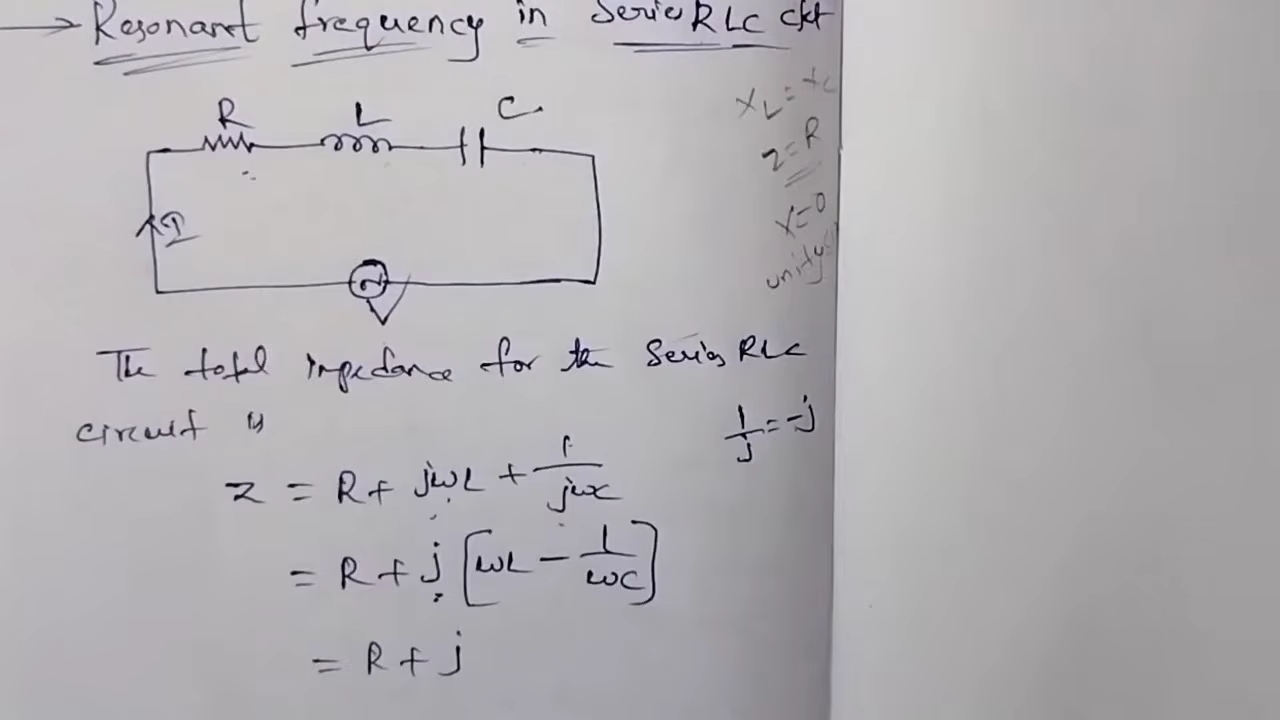 Resonant frequency in Series RLC ckt
R L C
I
V
XL = XC
Z = R
X = 0
unity
The total impedance for the Series RLC
circuit is
1/j = -j
Z = R + jωL + 1/jωC
= R + j [ωL - 1/ωC]
= R + j